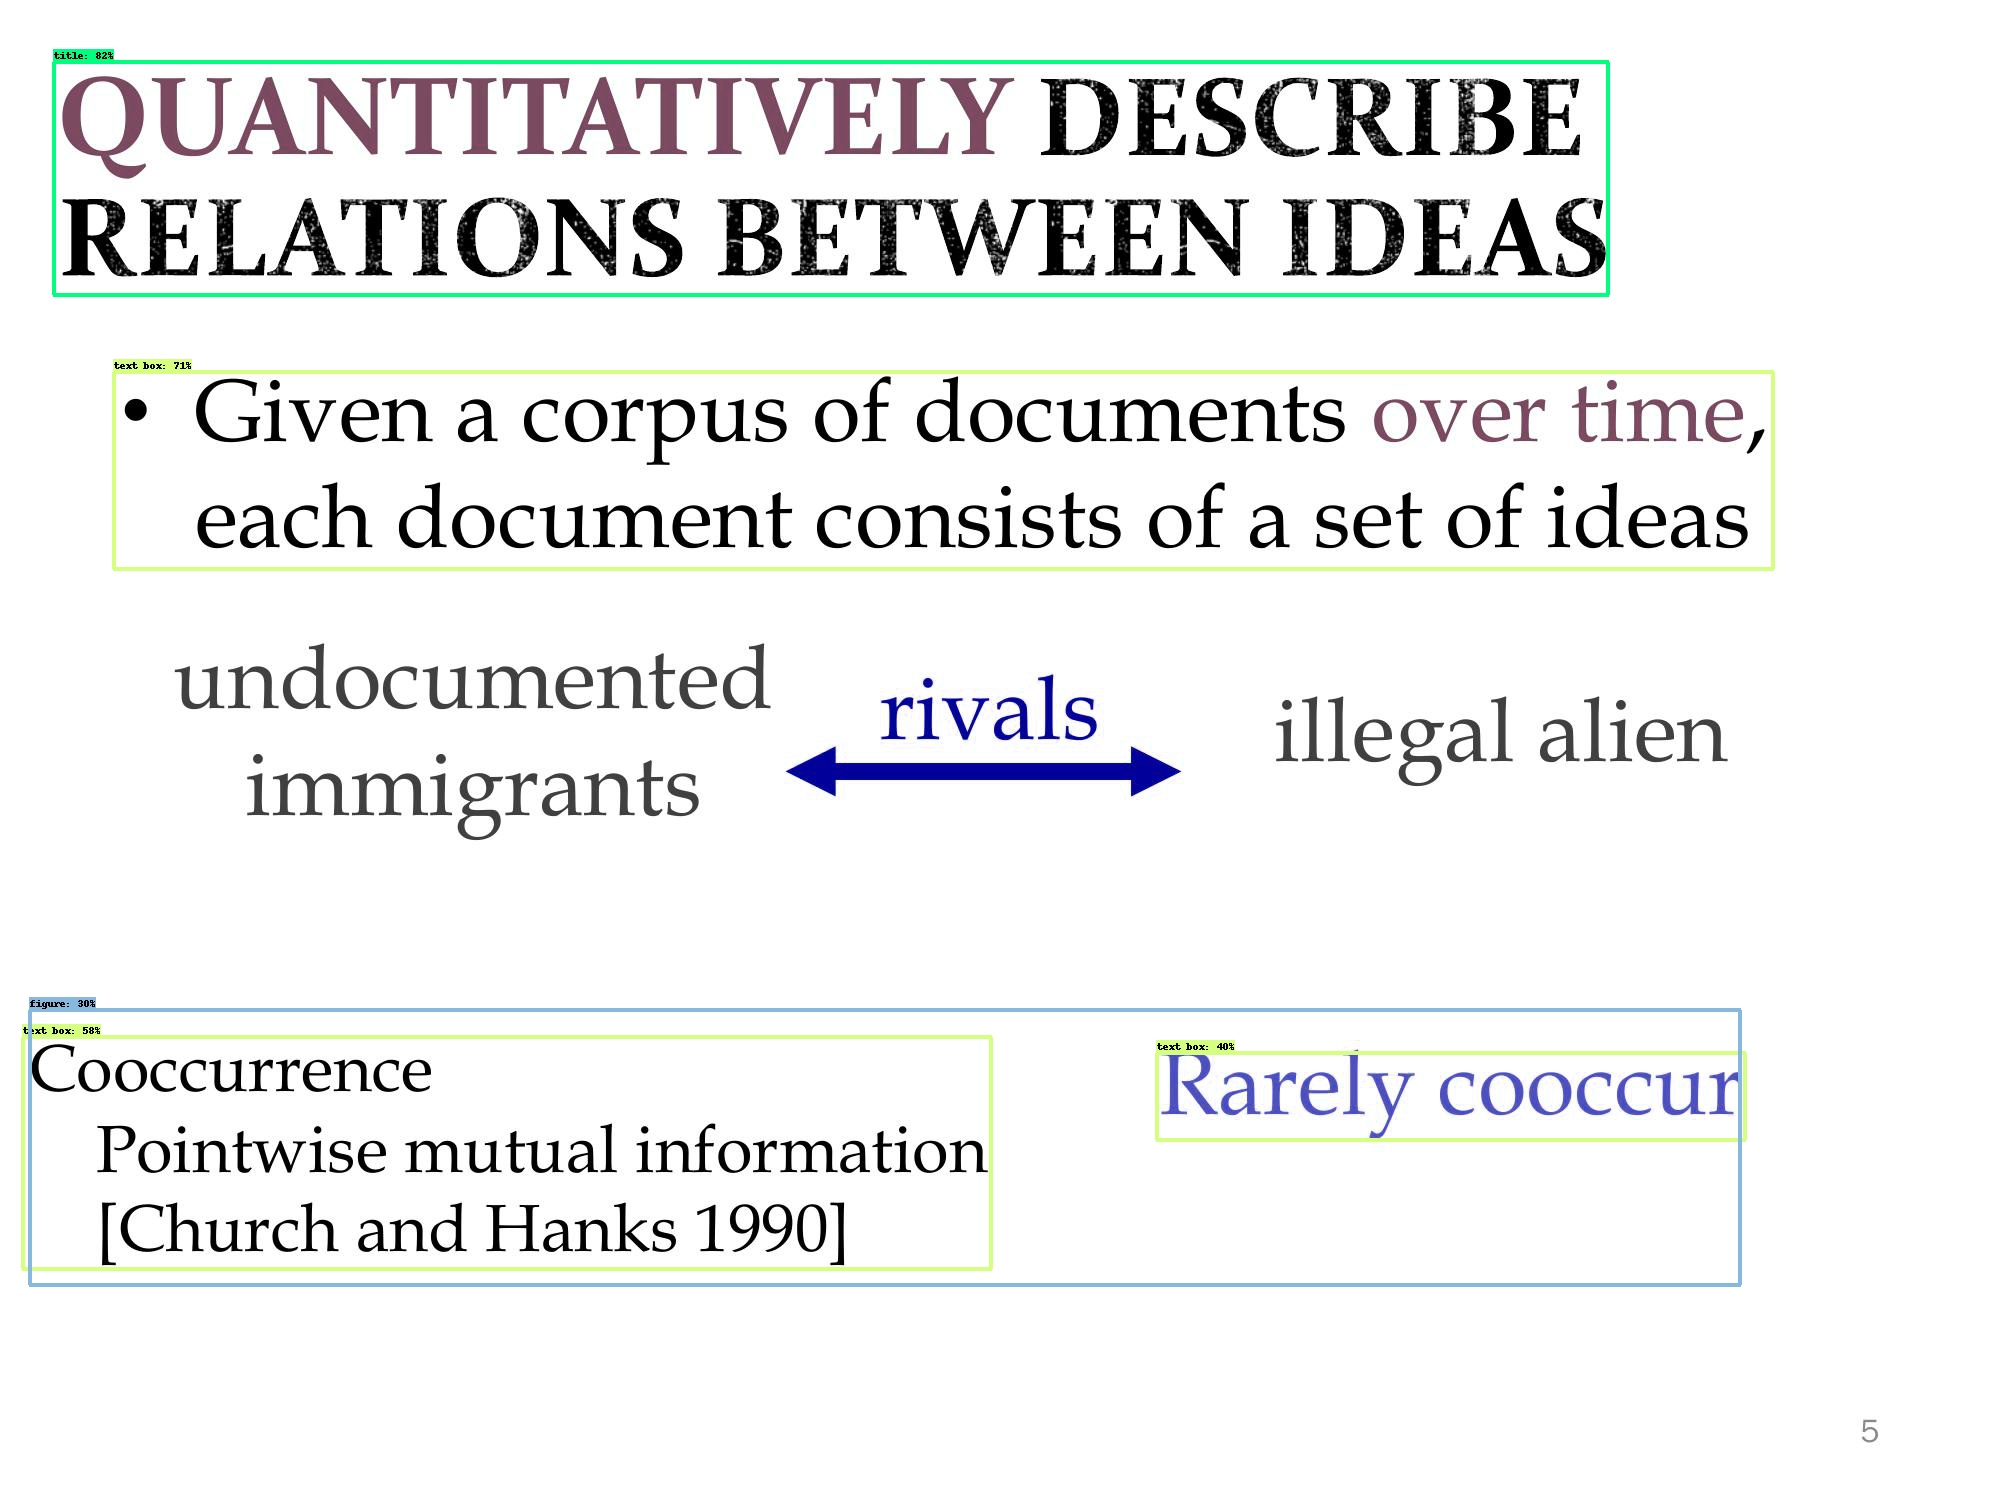 title: 82%
QUANTITATIVELY DESCRIBE
RELATIONS BETWEEN IDEAS
text box: 71%
• Given a corpus of documents over time,
each document consists of a set of ideas
undocumented
immigrants
rivals
illegal alien
figure: 30%
text box: 58%
Cooccurrence
Pointwise mutual information
[Church and Hanks 1990]
text box: 40%
Rarely cooccur
5